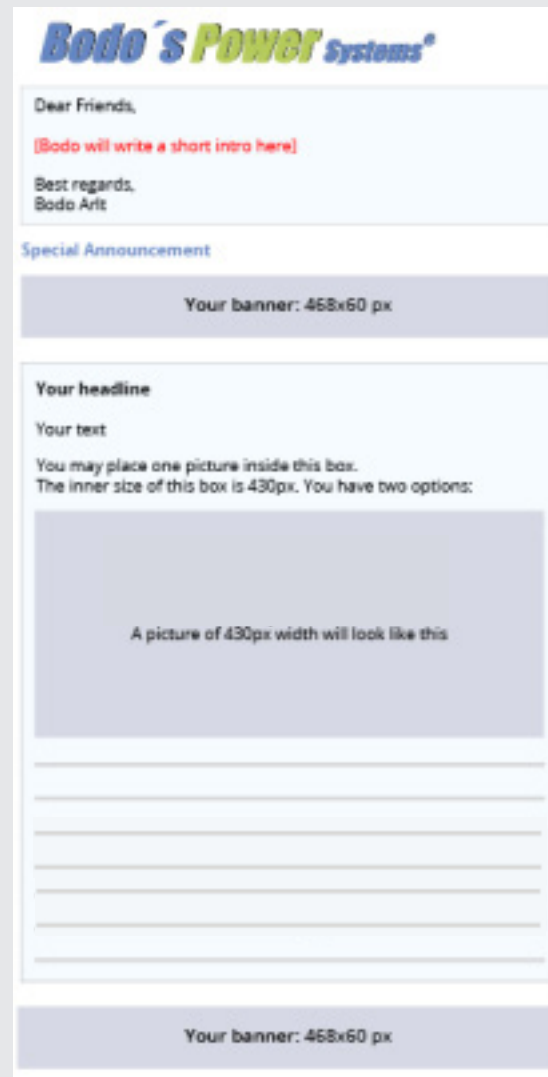 Bodo´s Power Systems®
Dear Friends,
[Bodo will write a short intro here]
Best regards,
Bodo Arlt
Special Announcement
Your banner: 468x60 px
Your headline
Your text
You may place one picture inside this box.
The inner size of this box is 430px. You have two options:
A picture of 430px width will look like this
Your banner: 468x60 px